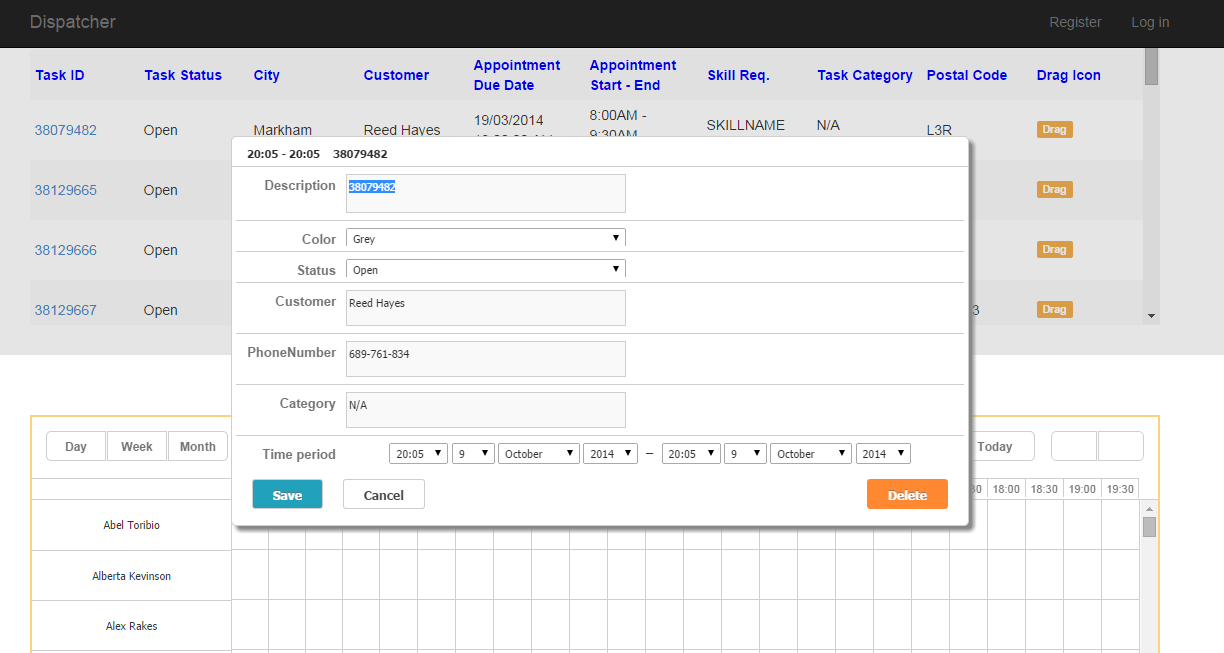 Dispatcher Register Log in
Task ID Task Status City Customer Appointment Due Date Appointment Start - End Skill Req. Task Category Postal Code Drag Icon
38079482 Open Markham Reed Hayes 19/03/2014 8:00AM - 9:30AM SKILLNAME N/A L3R Drag
38129665 Open Drag
38129666 Open Drag
38129667 Open 3 Drag
20:05 - 20:05 38079482
Description 38079482
Color Grey
Status Open
Customer Reed Hayes
PhoneNumber 689-761-834
Category N/A
Time period 20:05 9 October 2014 – 20:05 9 October 2014
Save Cancel Delete
Day Week Month Today
30 18:00 18:30 19:00 19:30
Abel Toribio
Alberta Kevinson
Alex Rakes